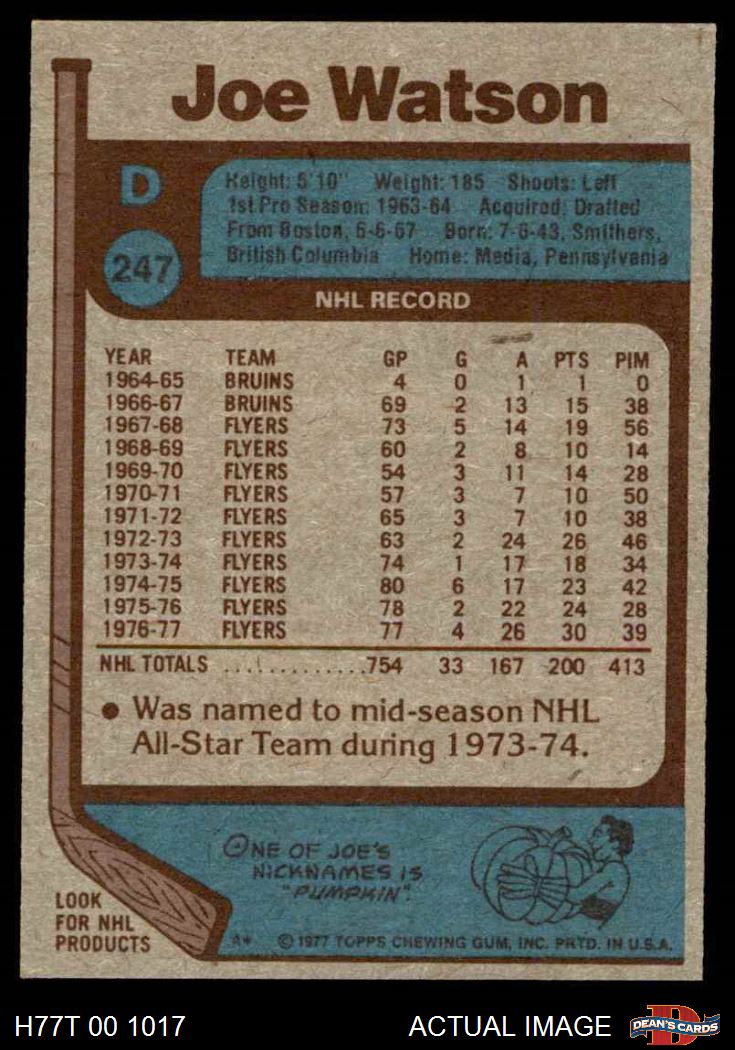 Joe Watson
D
Height: 5'10" Weight: 185 Shoots: Left
1st Pro Season: 1963-64 Acquired: Drafted
From Boston, 6-6-67 Born: 7-6-43, Smithers,
British Columbia Home: Media, Pennsylvania
247
NHL RECORD
YEAR TEAM GP G A PTS PIM
1964-65 BRUINS 4 0 1 1 0
1966-67 BRUINS 69 2 13 15 38
1967-68 FLYERS 73 5 14 19 56
1968-69 FLYERS 60 2 8 10 14
1969-70 FLYERS 54 3 11 14 28
1970-71 FLYERS 57 3 7 10 50
1971-72 FLYERS 65 3 7 10 38
1972-73 FLYERS 63 2 24 26 46
1973-74 FLYERS 74 1 17 18 34
1974-75 FLYERS 80 6 17 23 42
1975-76 FLYERS 78 2 22 24 28
1976-77 FLYERS 77 4 26 30 39
NHL TOTALS .............754 33 167 200 413
• Was named to mid-season NHL
All-Star Team during 1973-74.
ONE OF JOE'S
NICKNAMES IS
"PUMPKIN".
LOOK
FOR NHL
PRODUCTS
A* © 1977 TOPPS CHEWING GUM, INC. PRTD. IN U.S.A.
H77T 00 1017 ACTUAL IMAGE
D DEAN'S CARDS